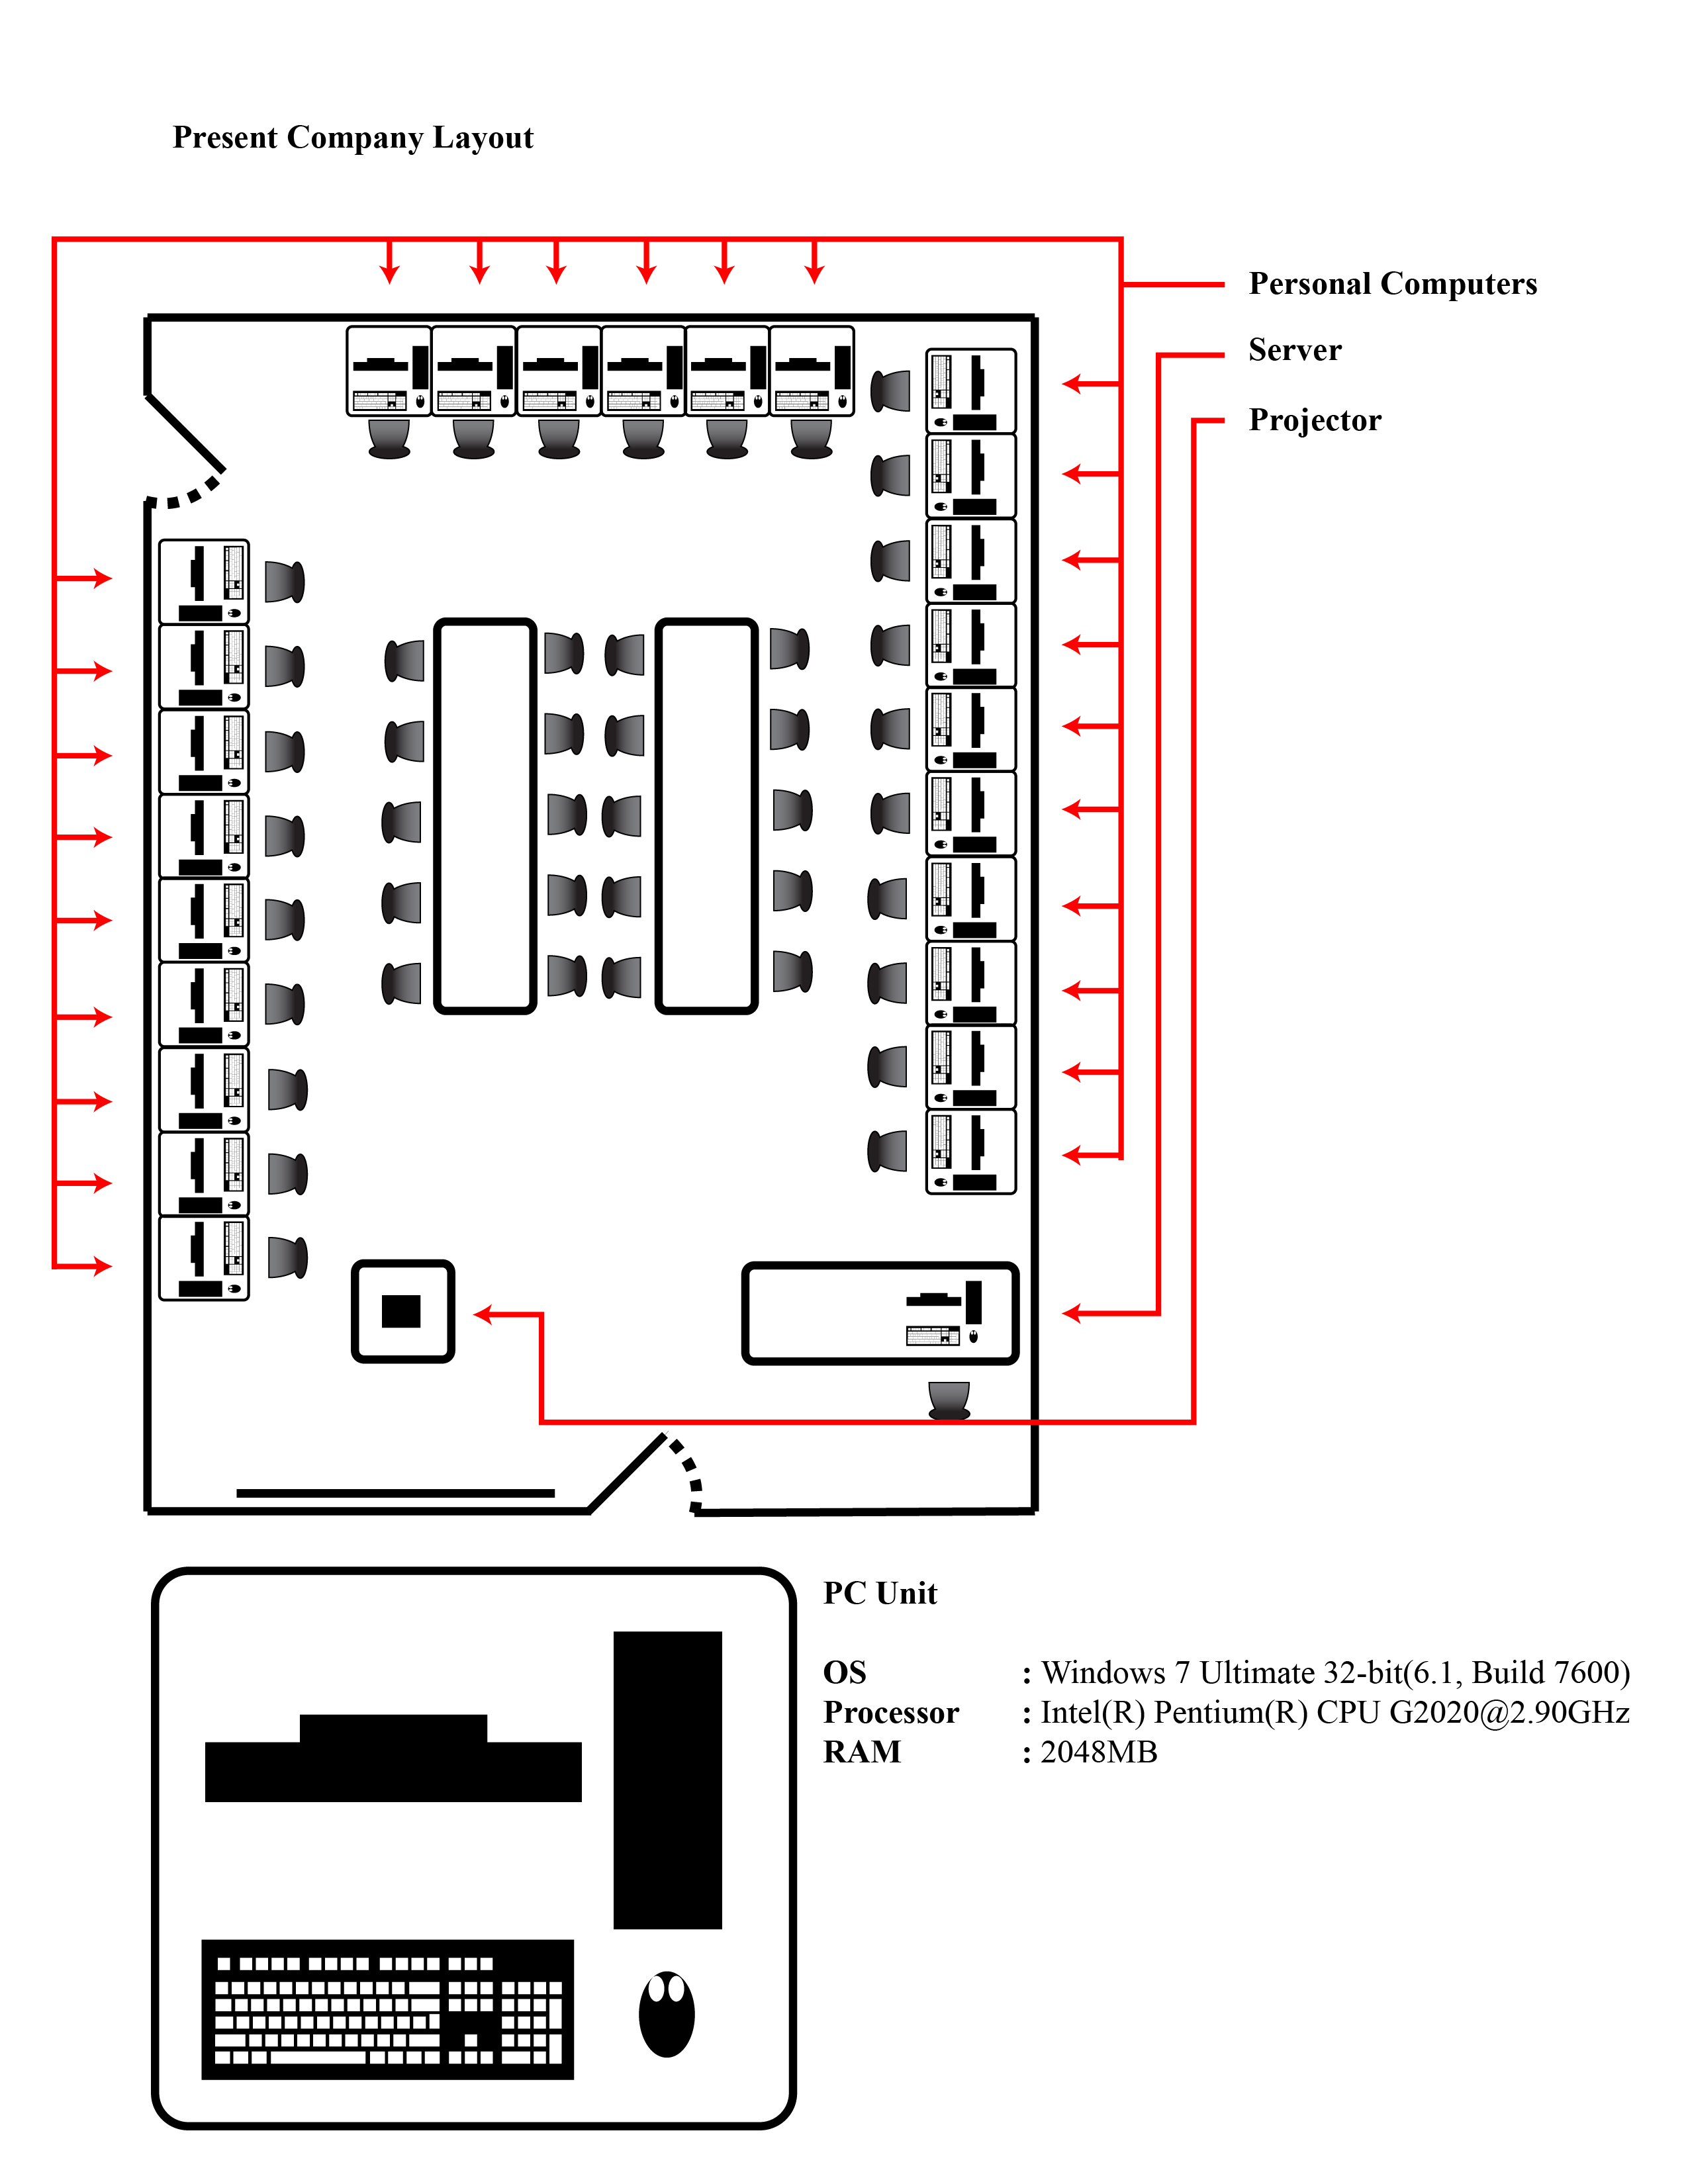 Present Company Layout
Personal Computers
Server
Projector
PC Unit
OS : Windows 7 Ultimate 32-bit(6.1, Build 7600)
Processor : Intel(R) Pentium(R) CPU G2020@2.90GHz
RAM : 2048MB